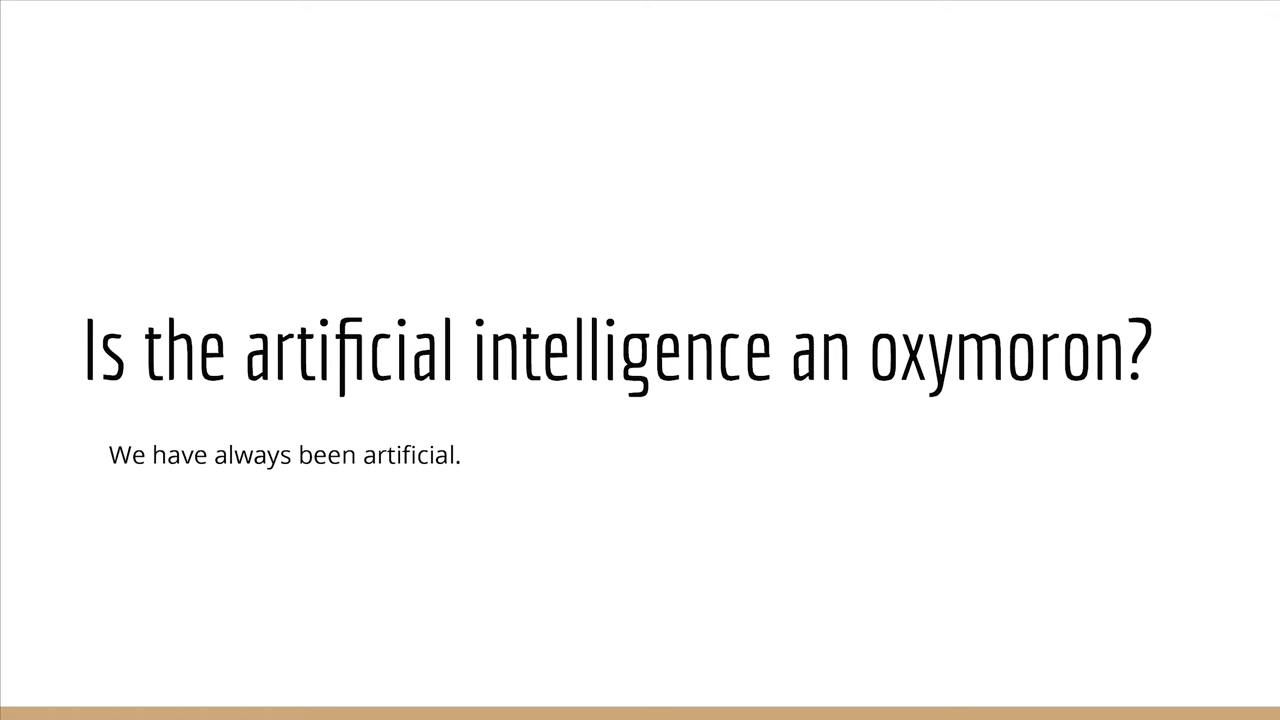 Is the artificial intelligence an oxymoron?
We have always been artificial.